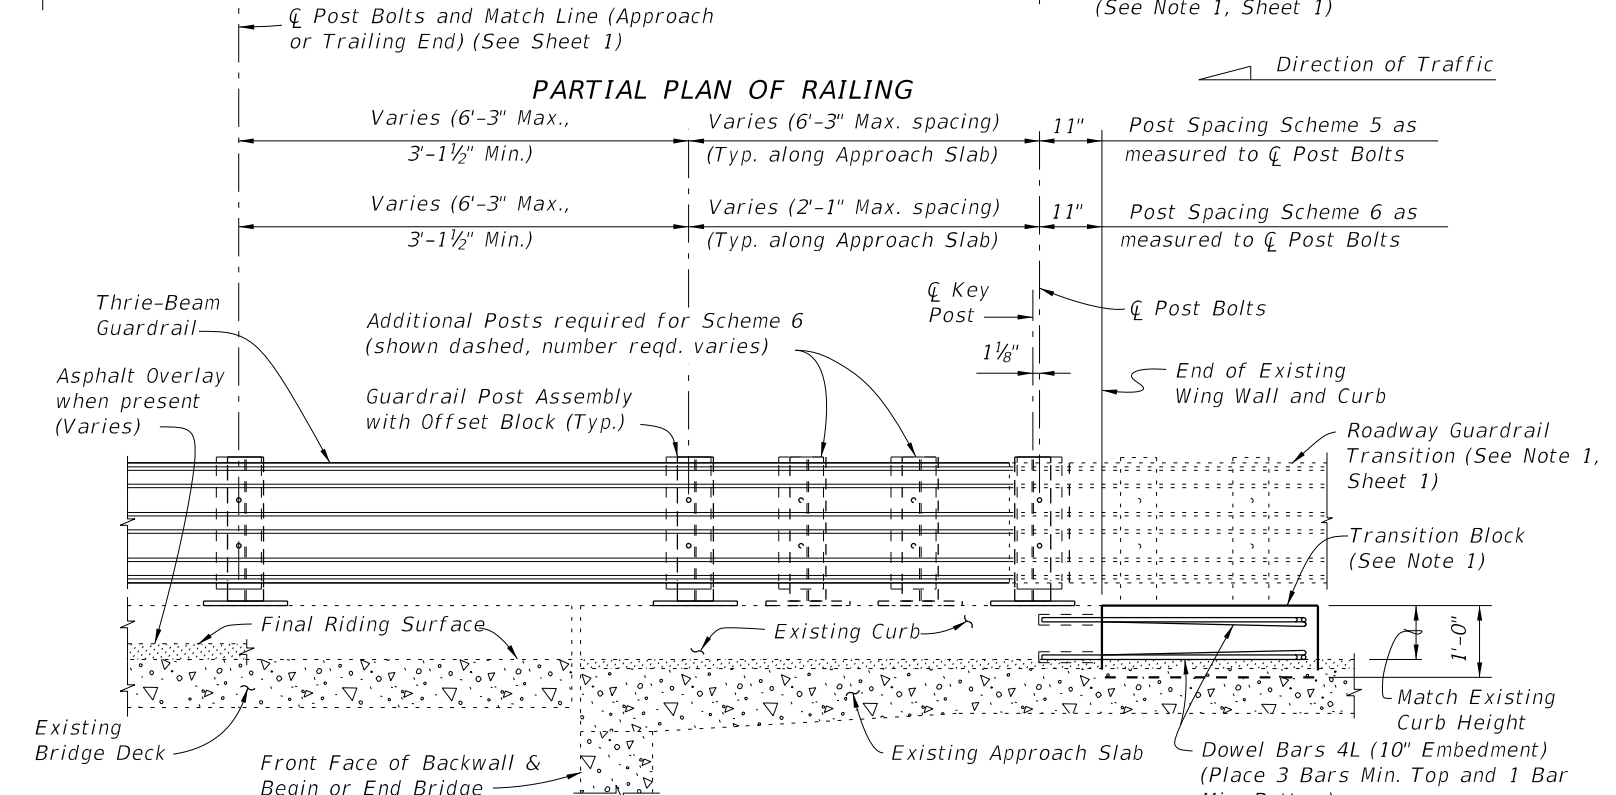 ℄ Post Bolts and Match Line (Approach
or Trailing End) (See Sheet 1)
(See Note 1, Sheet 1)
Direction of Traffic
PARTIAL PLAN OF RAILING
Varies (6'-3" Max.,
3'-1½" Min.)
Varies (6'-3" Max. spacing)
(Typ. along Approach Slab)
11"
Post Spacing Scheme 5 as
measured to ℄ Post Bolts
Varies (6'-3" Max.,
3'-1½" Min.)
Varies (2'-1" Max. spacing)
(Typ. along Approach Slab)
11"
Post Spacing Scheme 6 as
measured to ℄ Post Bolts
Thrie-Beam
Guardrail
℄ Key
Post
℄ Post Bolts
Additional Posts required for Scheme 6
(shown dashed, number reqd. varies)
1⅛"
Asphalt Overlay
when present
(Varies)
Guardrail Post Assembly
with Offset Block (Typ.)
End of Existing
Wing Wall and Curb
Roadway Guardrail
Transition (See Note 1,
Sheet 1)
Transition Block
(See Note 1)
Final Riding Surface
Existing Curb
1'-0"
Match Existing
Curb Height
Existing
Bridge Deck
Front Face of Backwall &
Begin or End Bridge
Existing Approach Slab
Dowel Bars 4L (10" Embedment)
(Place 3 Bars Min. Top and 1 Bar